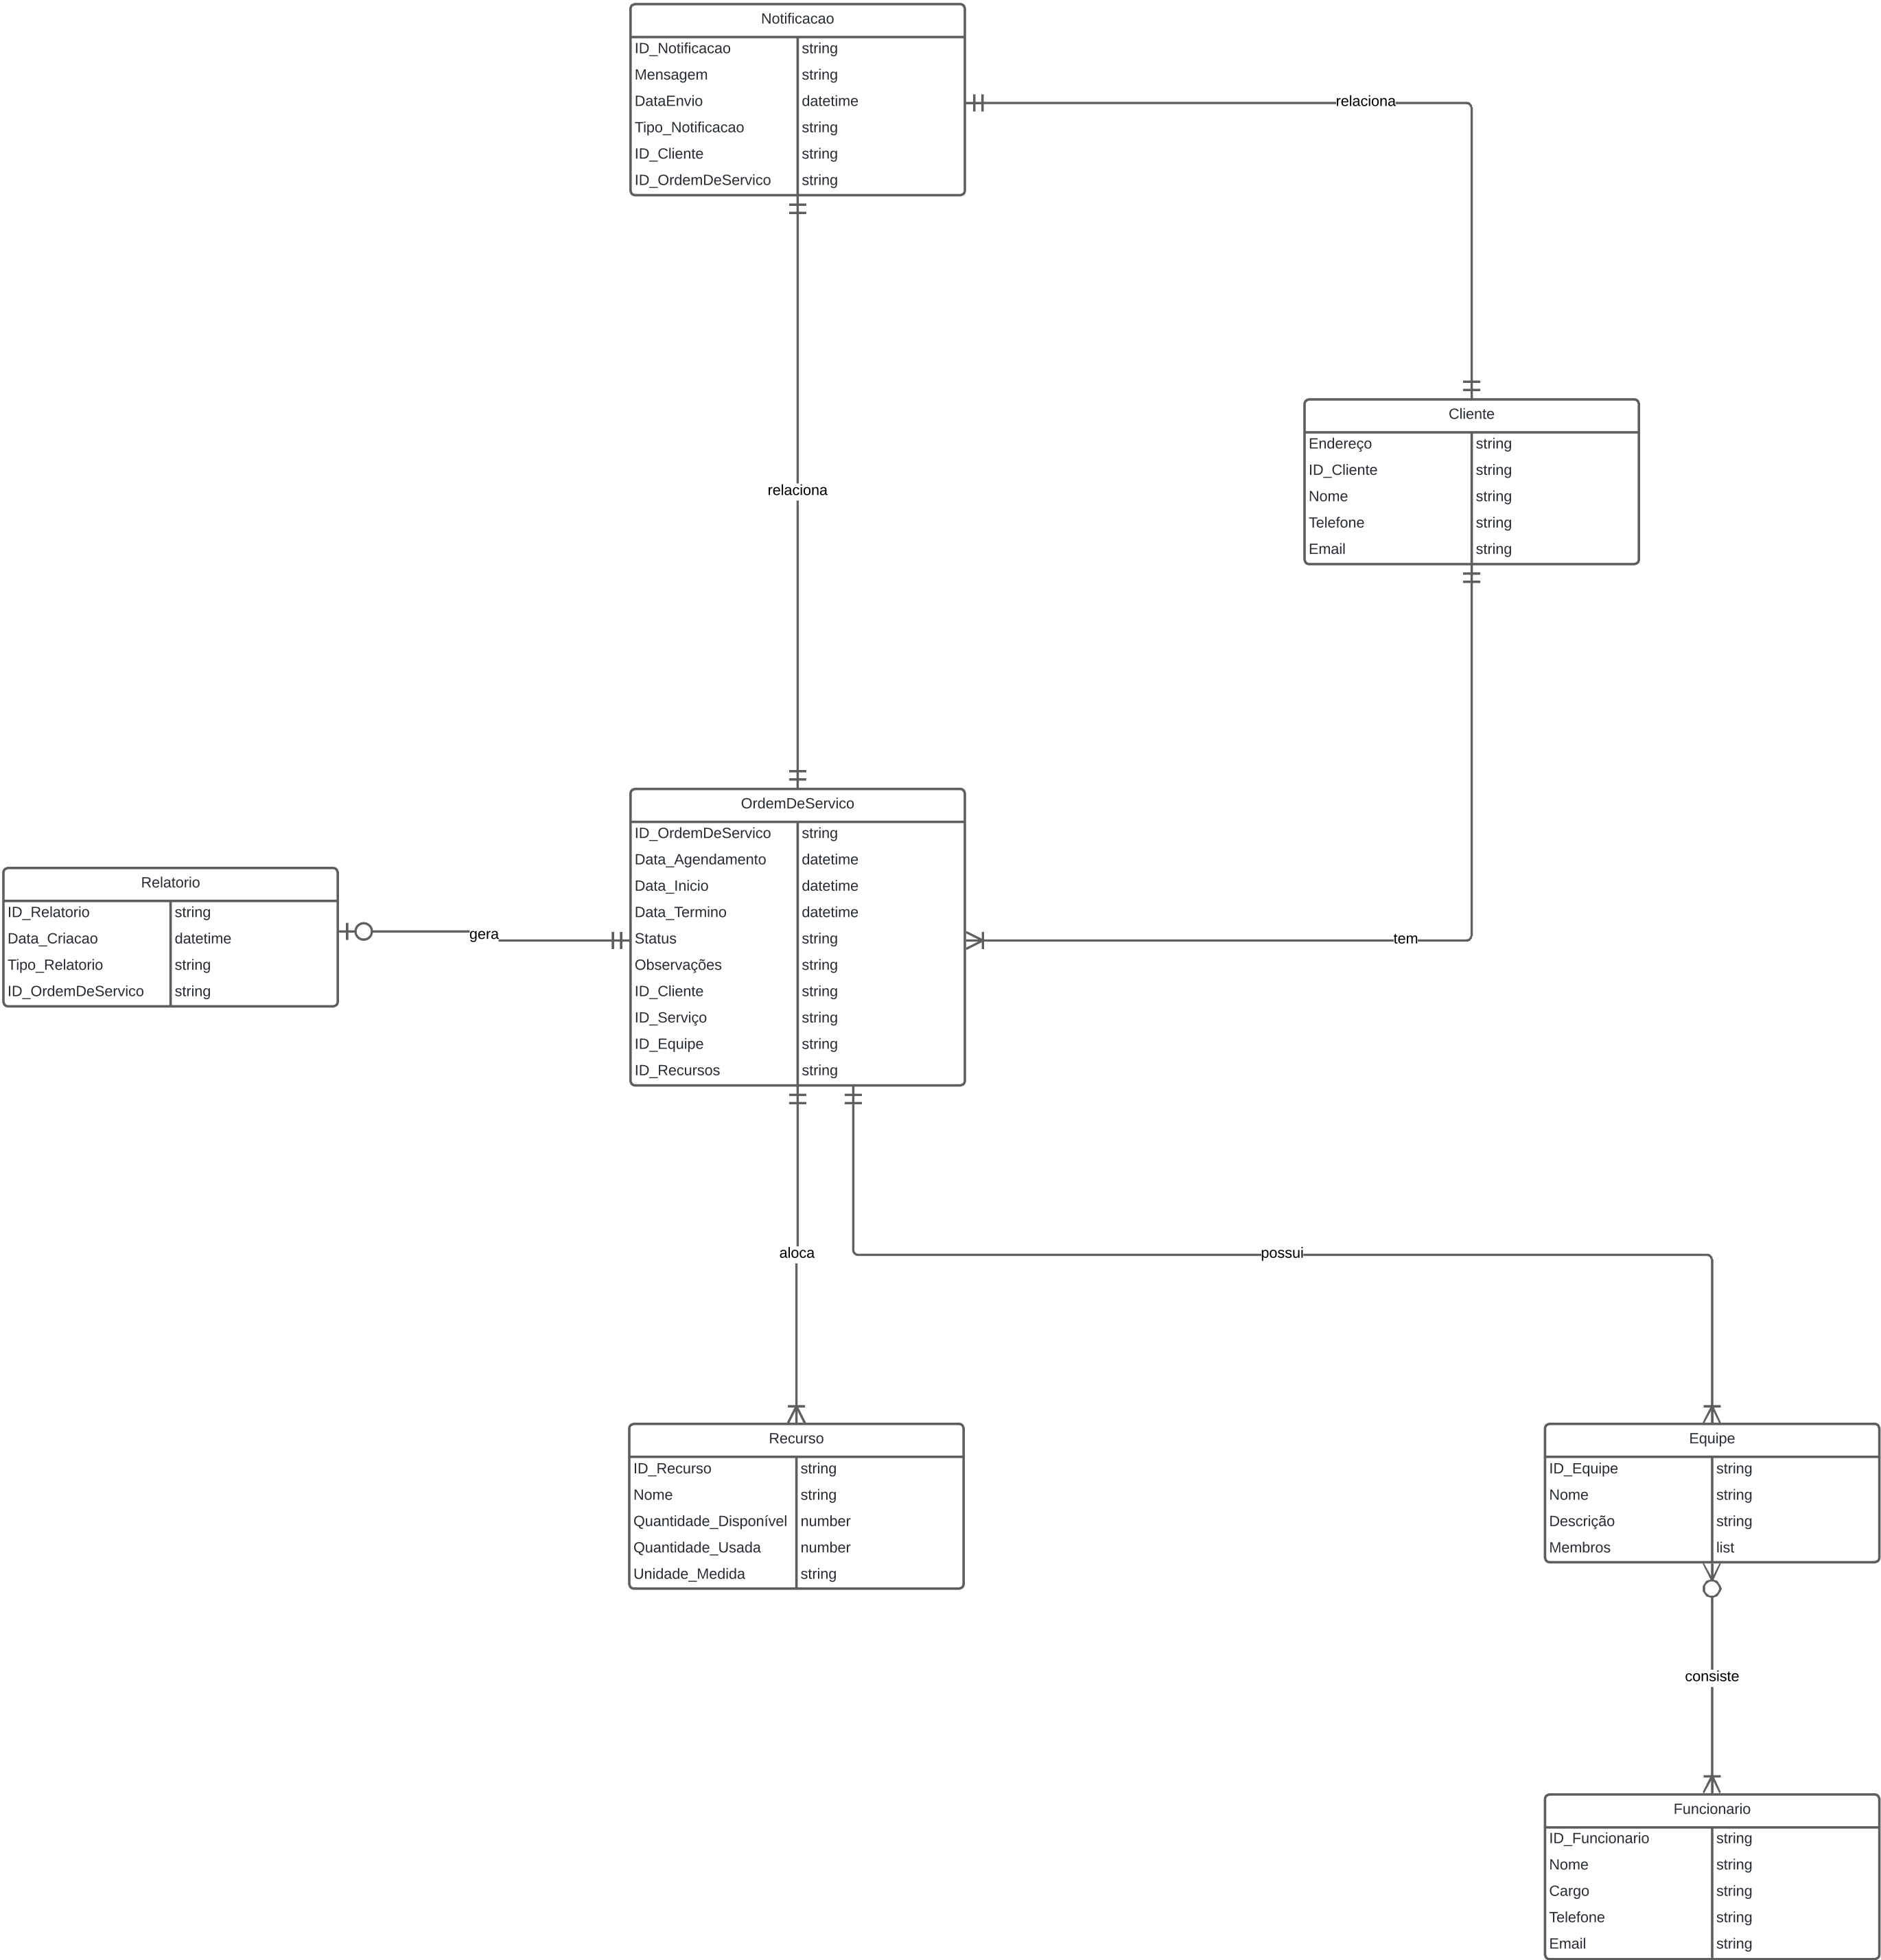 Notificacao
ID_Notificacao string
Mensagem string
DataEnvio datetime
Tipo_Notificacao string
ID_Cliente string
ID_OrdemDeServico string
relaciona
Cliente
Endereço string
ID_Cliente string
Nome string
Telefone string
Email string
relaciona
OrdemDeServico
ID_OrdemDeServico string
Data_Agendamento datetime
Data_Inicio datetime
Data_Termino datetime
Status string
Observações string
ID_Cliente string
ID_Serviço string
ID_Equipe string
ID_Recursos string
Relatorio
ID_Relatorio string
Data_Criacao datetime
Tipo_Relatorio string
ID_OrdemDeServico string
gera
tem
aloca
possui
Recurso
ID_Recurso string
Nome string
Quantidade_Disponível number
Quantidade_Usada number
Unidade_Medida string
Equipe
ID_Equipe string
Nome string
Descrição string
Membros list
consiste
Funcionario
ID_Funcionario string
Nome string
Cargo string
Telefone string
Email string